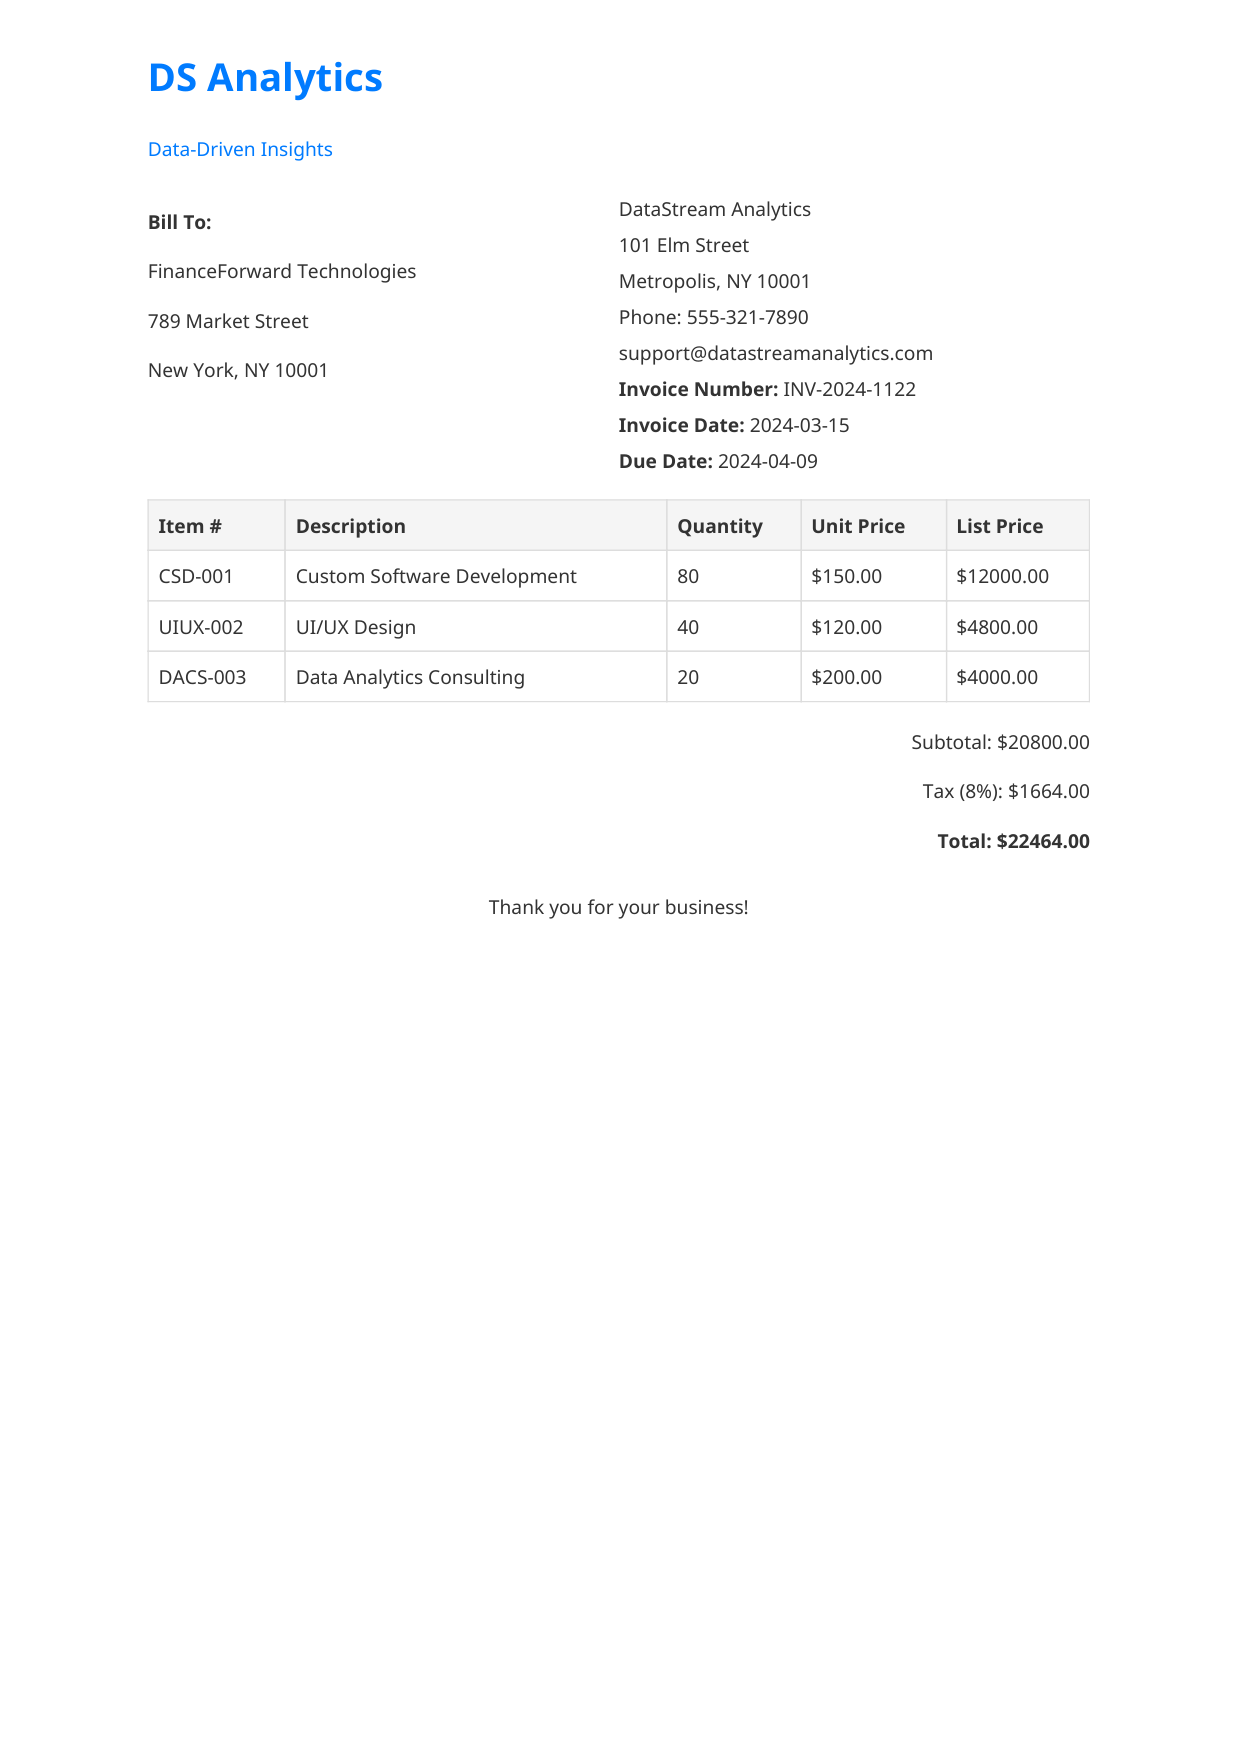 DS Analytics
Data-Driven Insights
Bill To:
FinanceForward Technologies
789 Market Street
New York, NY 10001
DataStream Analytics
101 Elm Street
Metropolis, NY 10001
Phone: 555-321-7890
support@datastreamanalytics.com
Invoice Number: INV-2024-1122
Invoice Date: 2024-03-15
Due Date: 2024-04-09
Item # Description Quantity Unit Price List Price
CSD-001 Custom Software Development 80 $150.00 $12000.00
UIUX-002 UI/UX Design 40 $120.00 $4800.00
DACS-003 Data Analytics Consulting 20 $200.00 $4000.00
Subtotal: $20800.00
Tax (8%): $1664.00
Total: $22464.00
Thank you for your business!